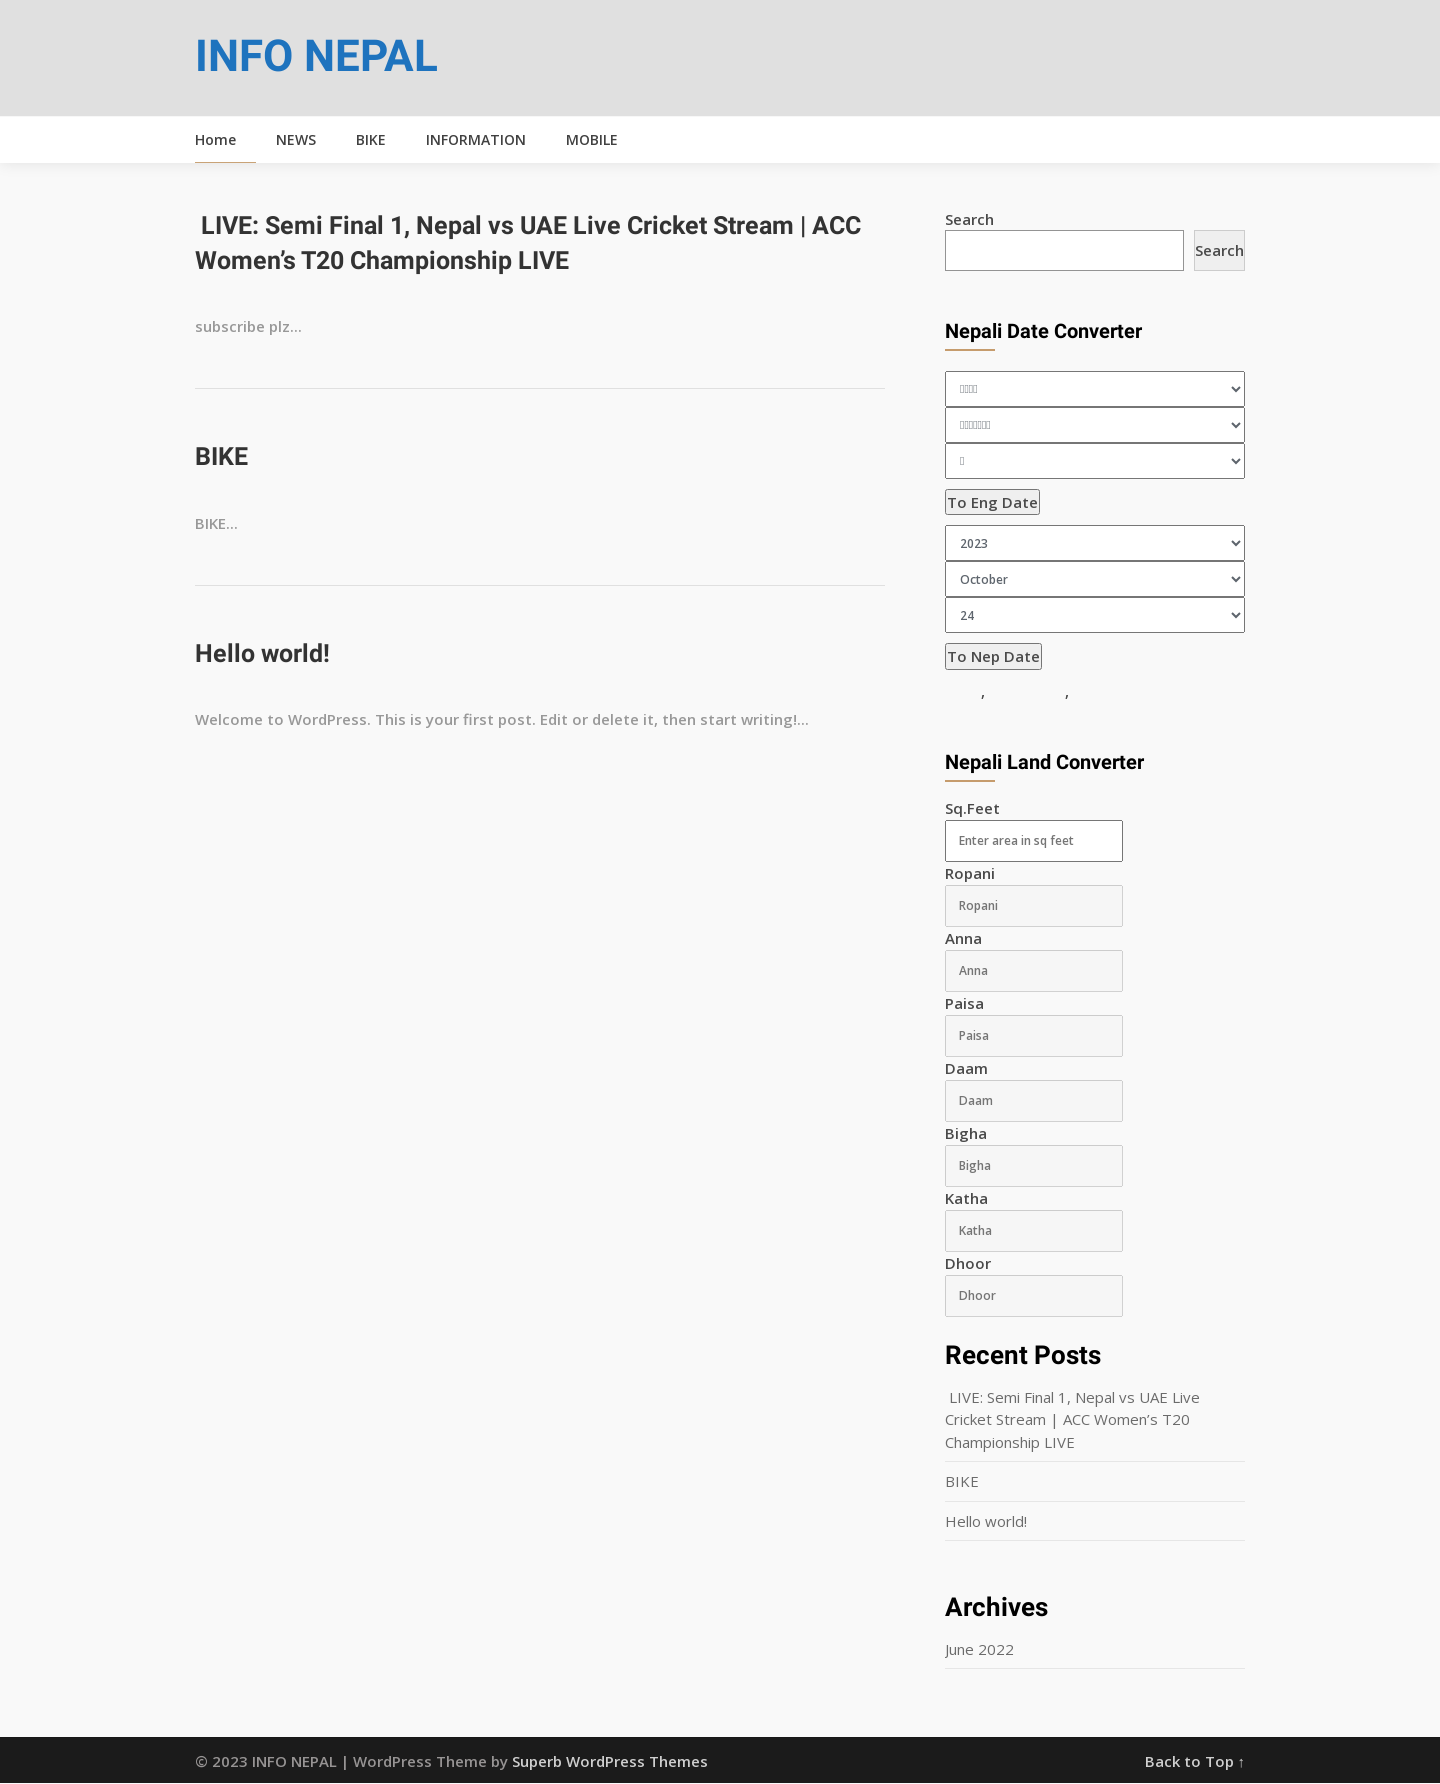 INFO NEPAL
Home NEWS BIKE INFORMATION MOBILE
LIVE: Semi Final 1, Nepal vs UAE Live Cricket Stream | ACC
Women’s T20 Championship LIVE
subscribe plz...
BIKE
BIKE...
Hello world!
Welcome to WordPress. This is your first post. Edit or delete it, then start writing!...
Search
Search
Nepali Date Converter
To Eng Date
2023
October
24
To Nep Date
, ,
Nepali Land Converter
Sq.Feet
Enter area in sq feet
Ropani
Ropani
Anna
Anna
Paisa
Paisa
Daam
Daam
Bigha
Bigha
Katha
Katha
Dhoor
Dhoor
Recent Posts
LIVE: Semi Final 1, Nepal vs UAE Live
Cricket Stream | ACC Women’s T20
Championship LIVE
BIKE
Hello world!
Archives
June 2022
© 2023 INFO NEPAL | WordPress Theme by Superb WordPress Themes
Back to Top ↑